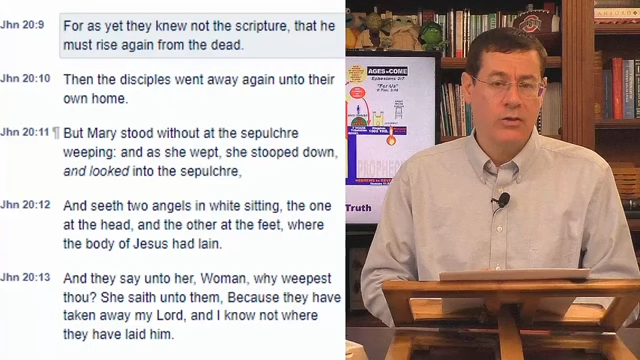 Jhn 20:9 For as yet they knew not the scripture, that he
must rise again from the dead.
Jhn 20:10 Then the disciples went away again unto their
own home.
Jhn 20:11 ¶ But Mary stood without at the sepulchre
weeping: and as she wept, she stooped down,
and looked into the sepulchre,
Jhn 20:12 And seeth two angels in white sitting, the one
at the head, and the other at the feet, where
the body of Jesus had lain.
Jhn 20:13 And they say unto her, Woman, why weepest
thou? She saith unto them, Because they have
taken away my Lord, and I know not where
they have laid him.
AGES to COME
Ephesians 2:7
"For Us"
Truth